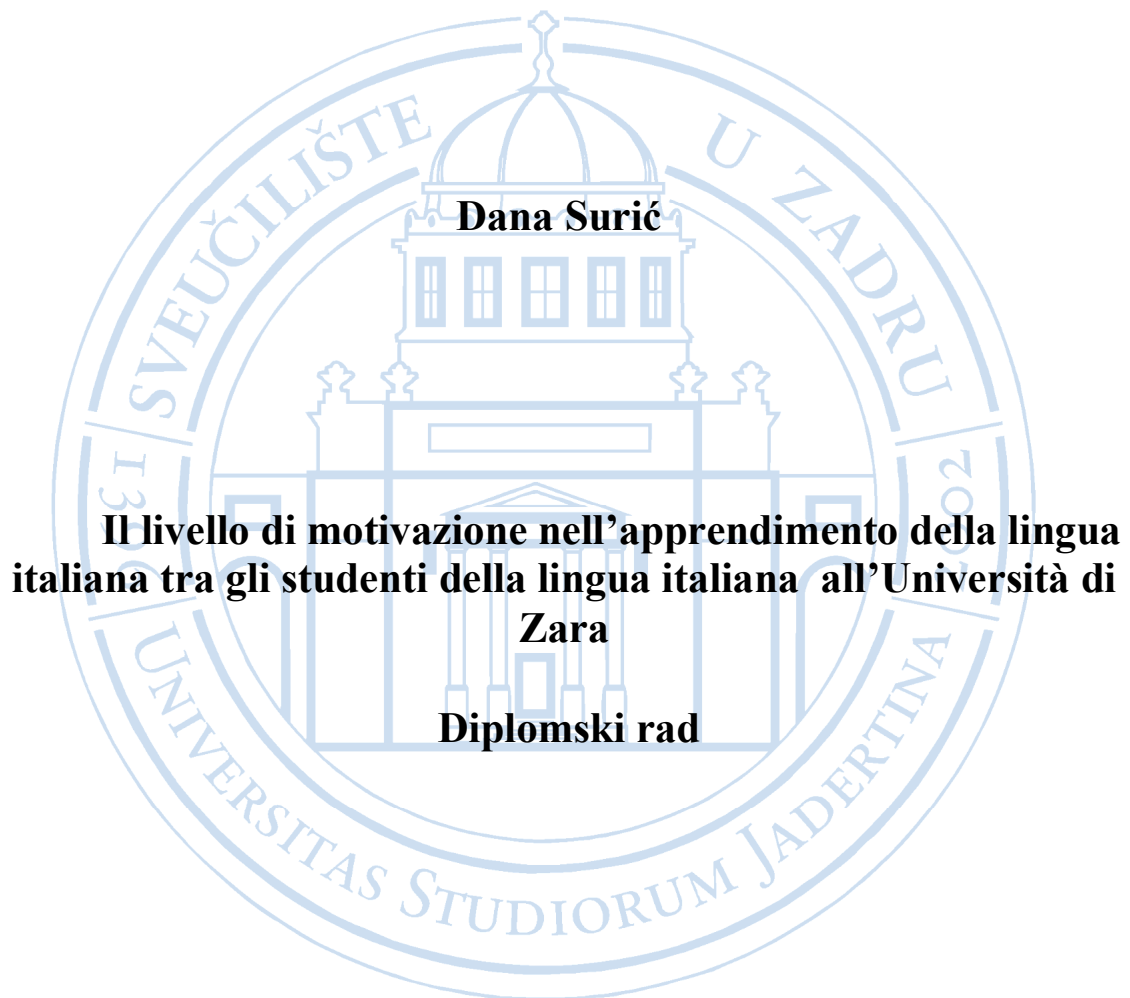 SVEUČILIŠTE U ZADRU
Dana Surić
1396
2002
Il livello di motivazione nell’apprendimento della lingua
italiana tra gli studenti della lingua italiana all’Università di
Zara
Diplomski rad
UNIVERSITAS STUDIORUM JADERTINA